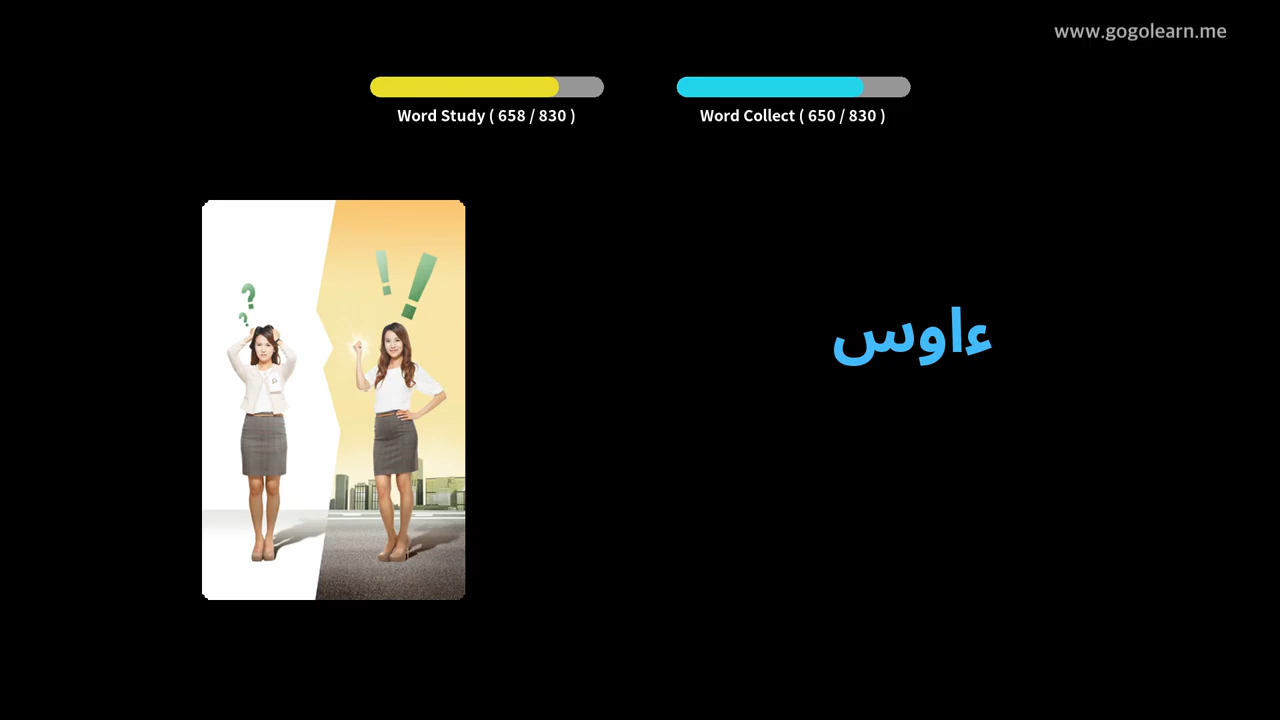 www.gogolearn.me
Word Study ( 658 / 830 )
Word Collect ( 650 / 830 )
? ?
! !
ءاوس